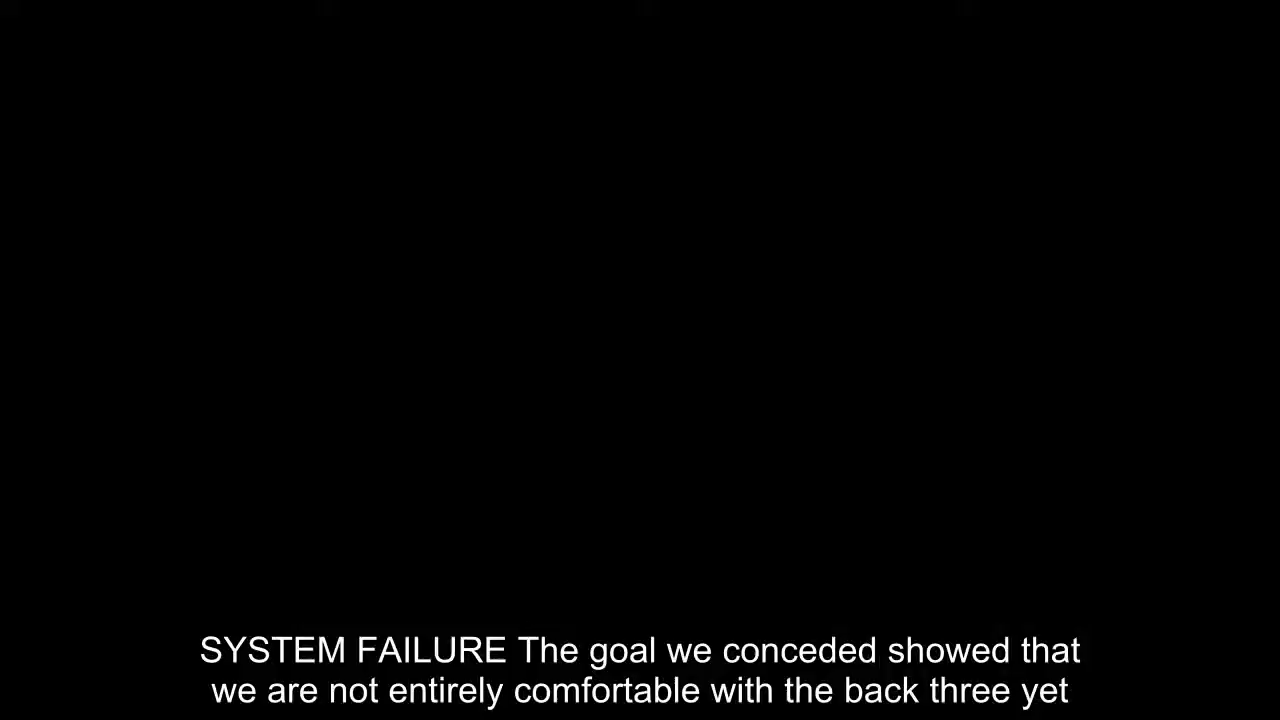 SYSTEM FAILURE The goal we conceded showed that
we are not entirely comfortable with the back three yet